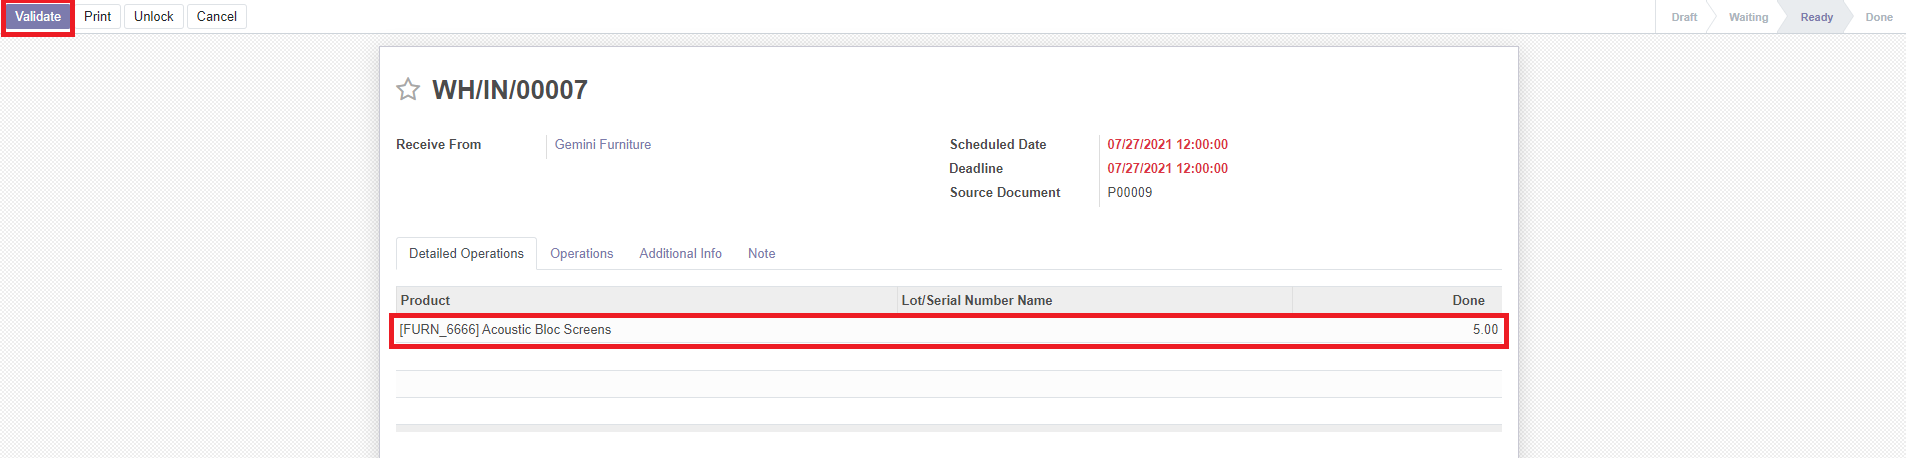 Validate Print Unlock Cancel Draft Waiting Ready Done
WH/IN/00007
Receive From Gemini Furniture Scheduled Date 07/27/2021 12:00:00
Deadline 07/27/2021 12:00:00
Source Document P00009
Detailed Operations Operations Additional Info Note
Product Lot/Serial Number Name Done
[FURN_6666] Acoustic Bloc Screens 5.00